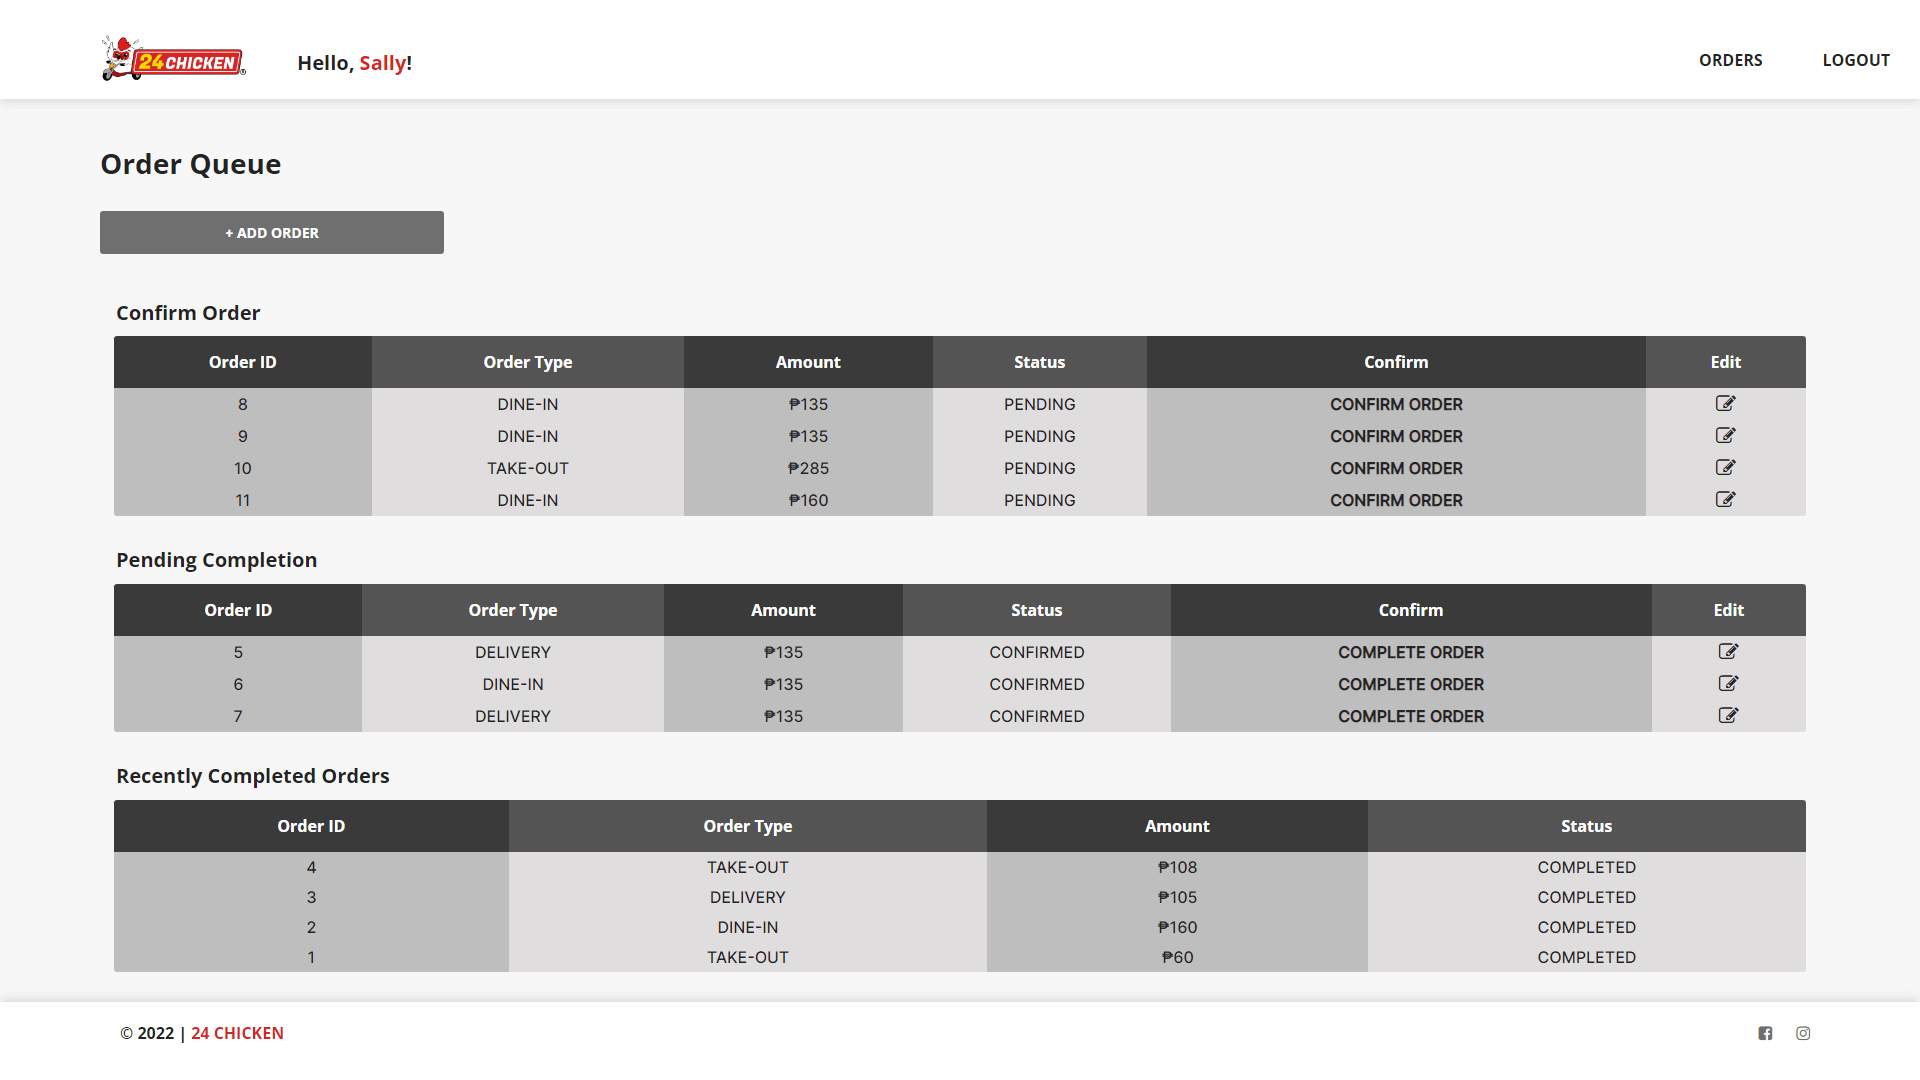 24 CHICKEN ®
Hello, Sally!
ORDERS LOGOUT
Order Queue
+ ADD ORDER
Confirm Order
Order ID Order Type Amount Status Confirm Edit
8 DINE-IN ₱135 PENDING CONFIRM ORDER
9 DINE-IN ₱135 PENDING CONFIRM ORDER
10 TAKE-OUT ₱285 PENDING CONFIRM ORDER
11 DINE-IN ₱160 PENDING CONFIRM ORDER
Pending Completion
Order ID Order Type Amount Status Confirm Edit
5 DELIVERY ₱135 CONFIRMED COMPLETE ORDER
6 DINE-IN ₱135 CONFIRMED COMPLETE ORDER
7 DELIVERY ₱135 CONFIRMED COMPLETE ORDER
Recently Completed Orders
Order ID Order Type Amount Status
4 TAKE-OUT ₱108 COMPLETED
3 DELIVERY ₱105 COMPLETED
2 DINE-IN ₱160 COMPLETED
1 TAKE-OUT ₱60 COMPLETED
© 2022 | 24 CHICKEN